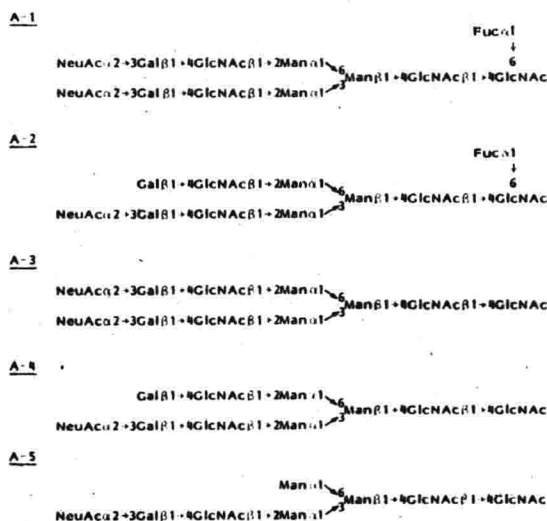 A-1
Fucα1
↓
6
NeuAcα2→3Galβ1→4GlcNAcβ1→2Manα1↘6
Manβ1→4GlcNAcβ1→4GlcNAc
NeuAcα2→3Galβ1→4GlcNAcβ1→2Manα1↗3
A-2
Fucα1
↓
6
Galβ1→4GlcNAcβ1→2Manα1↘6
Manβ1→4GlcNAcβ1→4GlcNAc
NeuAcα2→3Galβ1→4GlcNAcβ1→2Manα1↗3
A-3
NeuAcα2→3Galβ1→4GlcNAcβ1→2Manα1↘6
Manβ1→4GlcNAcβ1→4GlcNAc
NeuAcα2→3Galβ1→4GlcNAcβ1→2Manα1↗3
A-4
Galβ1→4GlcNAcβ1→2Manα1↘6
Manβ1→4GlcNAcβ1→4GlcNAc
NeuAcα2→3Galβ1→4GlcNAcβ1→2Manα1↗3
A-5
Manα1↘6
Manβ1→4GlcNAcβ1→4GlcNAc
NeuAcα2→3Galβ1→4GlcNAcβ1→2Manα1↗3